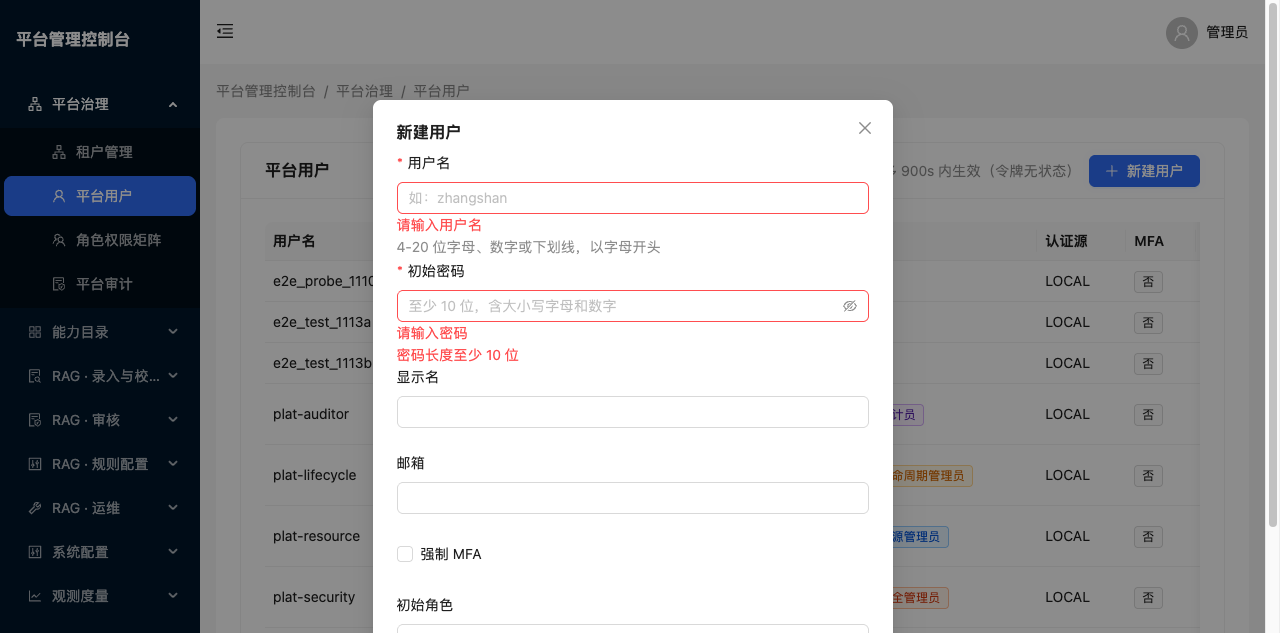 平台管理控制台
平台治理
租户管理
平台用户
角色权限矩阵
平台审计
能力目录
RAG · 录入与校...
RAG · 审核
RAG · 规则配置
RAG · 运维
系统配置
观测度量
管理员
平台管理控制台 / 平台治理 / 平台用户
平台用户
900s 内生效（令牌无状态）
新建用户
用户名 认证源 MFA
e2e_probe_1110 LOCAL 否
e2e_test_1113a LOCAL 否
e2e_test_1113b LOCAL 否
plat-auditor 计员 LOCAL 否
plat-lifecycle 命周期管理员 LOCAL 否
plat-resource 源管理员 LOCAL 否
plat-security 全管理员 LOCAL 否
新建用户
* 用户名
如：zhangshan
请输入用户名
4-20 位字母、数字或下划线，以字母开头
* 初始密码
至少 10 位，含大小写字母和数字
请输入密码
密码长度至少 10 位
显示名
邮箱
强制 MFA
初始角色